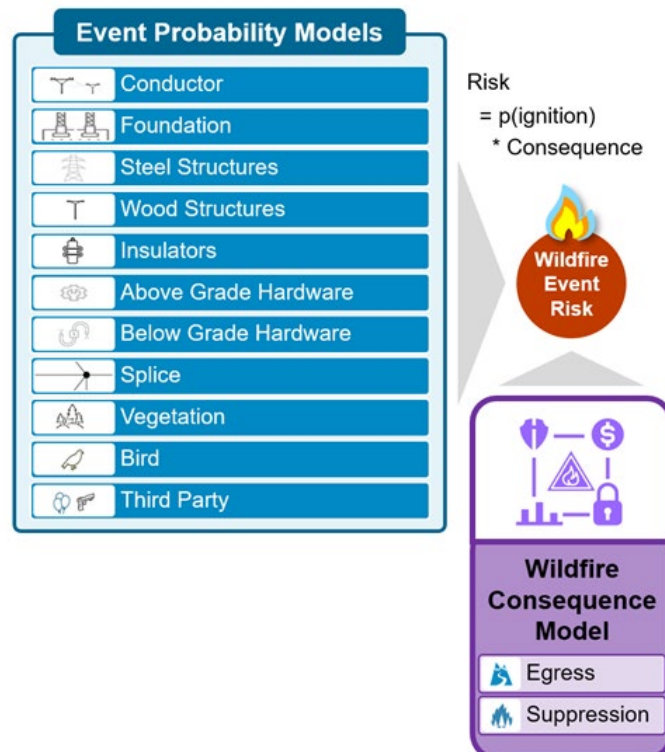 Event Probability Models
Conductor
Foundation
Steel Structures
Wood Structures
Insulators
Above Grade Hardware
Below Grade Hardware
Splice
Vegetation
Bird
Third Party
Risk
= p(ignition)
* Consequence
Wildfire
Event
Risk
$
Wildfire
Consequence
Model
Egress
Suppression